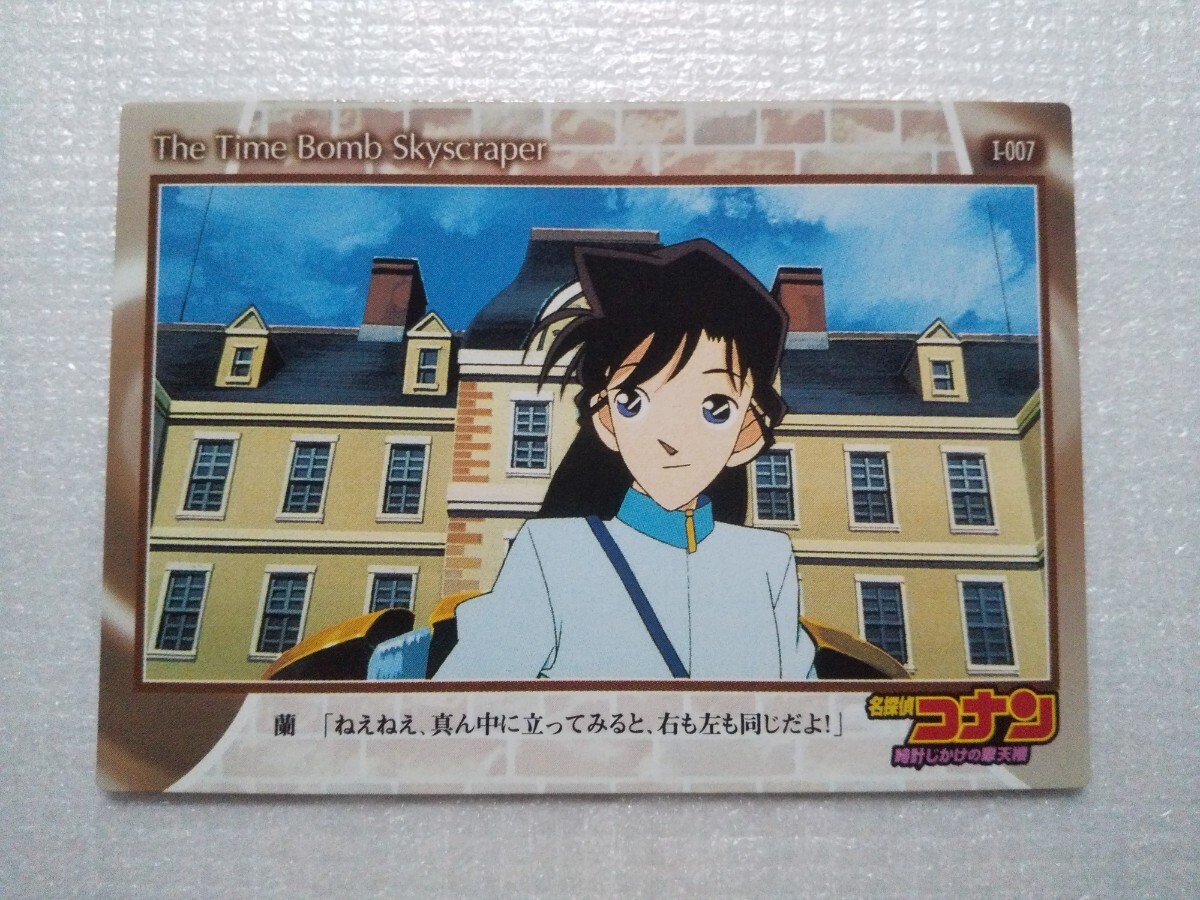 The Time Bomb Skyscraper
I-007
蘭 「ねえねえ、真ん中に立ってみると、右も左も同じだよ!」
名探偵
コナン
時計じかけの摩天楼